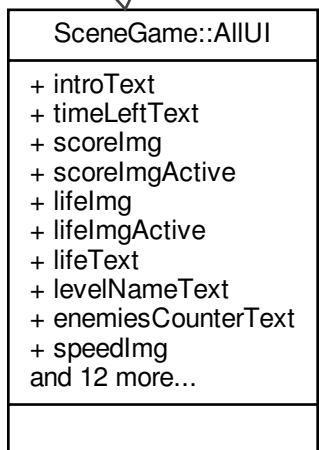 SceneGame::AllUI
+ introText
+ timeLeftText
+ scoreImg
+ scoreImgActive
+ lifeImg
+ lifeImgActive
+ lifeText
+ levelNameText
+ enemiesCounterText
+ speedImg
and 12 more...